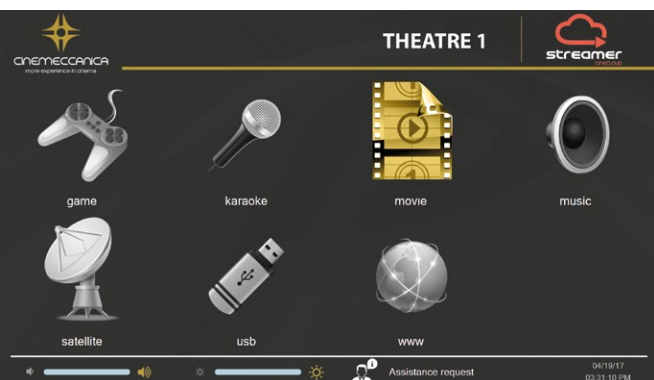 CINEMECCANICA
more experience in cinema
THEATRE 1
streamer
ONECLOUD
game
karaoke
movie
music
satellite
usb
www
i
Assistance request
04/19/17
03:31:10 PM